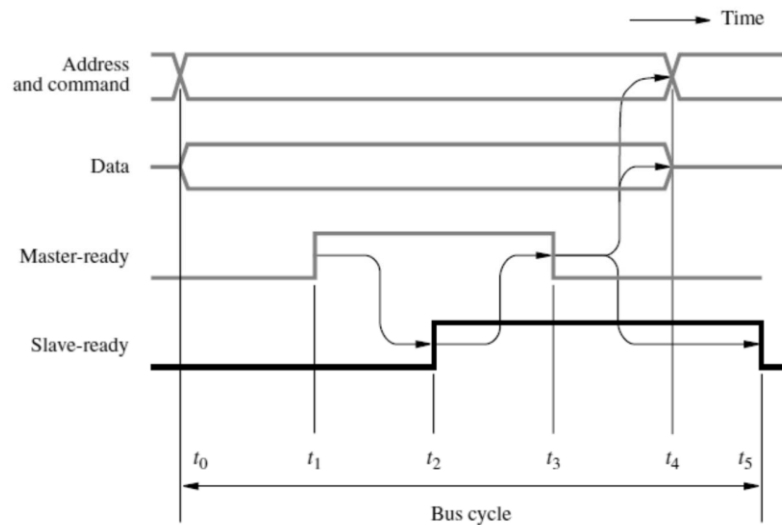 Time
Address
and command
Data
Master-ready
Slave-ready
t0 t1 t2 t3 t4 t5
Bus cycle